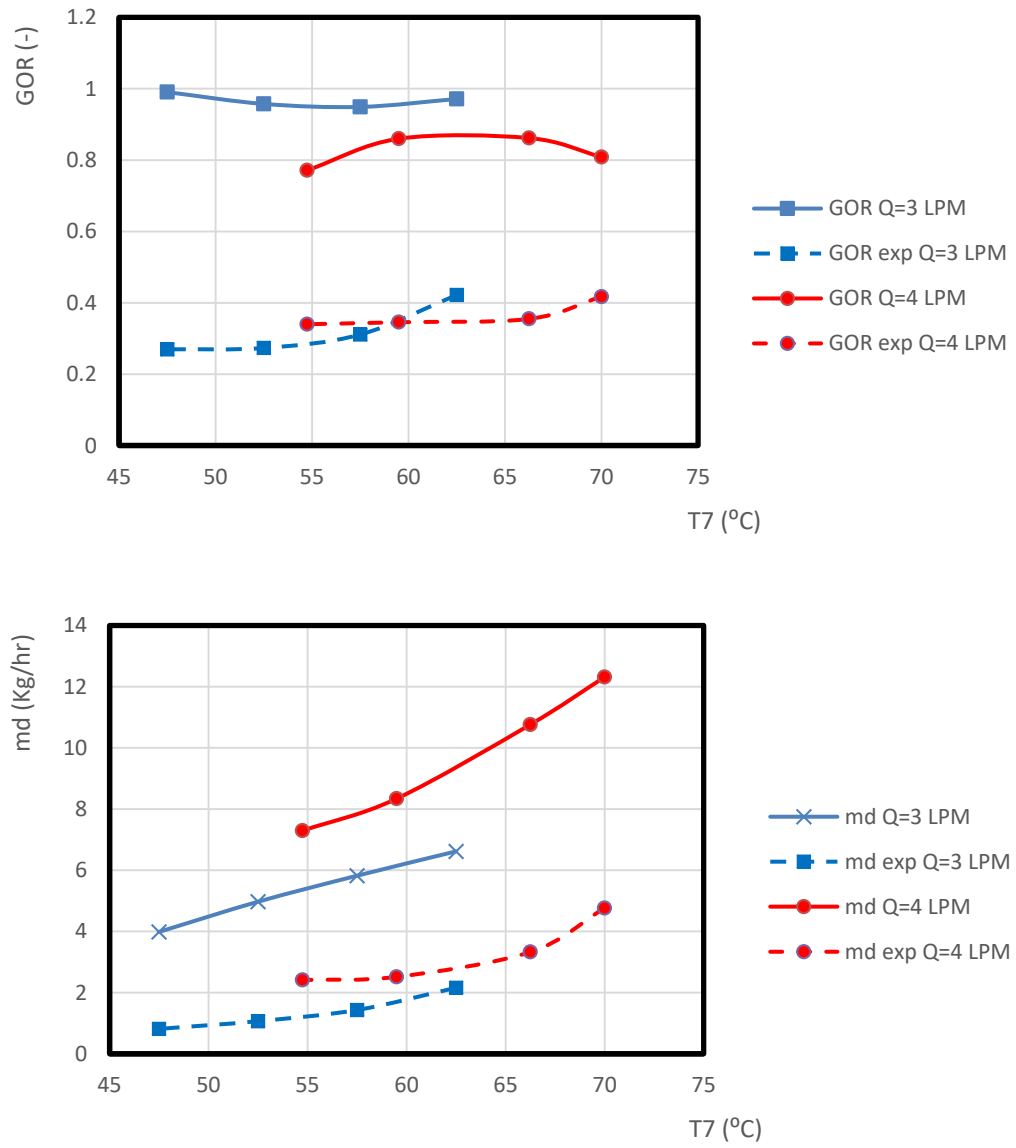 1.2
1
0.8
0.6
0.4
0.2
0
GOR (-)
45 50 55 60 65 70 75
T7 (⁰C)
GOR Q=3 LPM
GOR exp Q=3 LPM
GOR Q=4 LPM
GOR exp Q=4 LPM
14
12
10
8
6
4
2
0
md (Kg/hr)
45 50 55 60 65 70 75
T7 (⁰C)
md Q=3 LPM
md exp Q=3 LPM
md Q=4 LPM
md exp Q=4 LPM